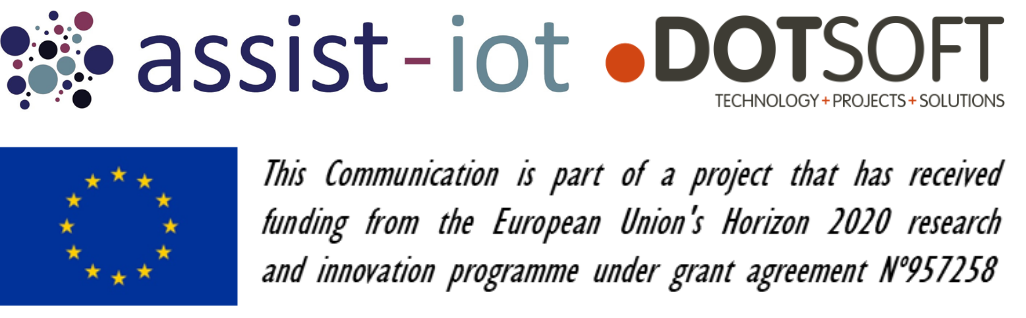 assist-iot
DOTSOFT
TECHNOLOGY+PROJECTS+SOLUTIONS
This Communication is part of a project that has received
funding from the European Union's Horizon 2020 research
and innovation programme under grant agreement Nº957258